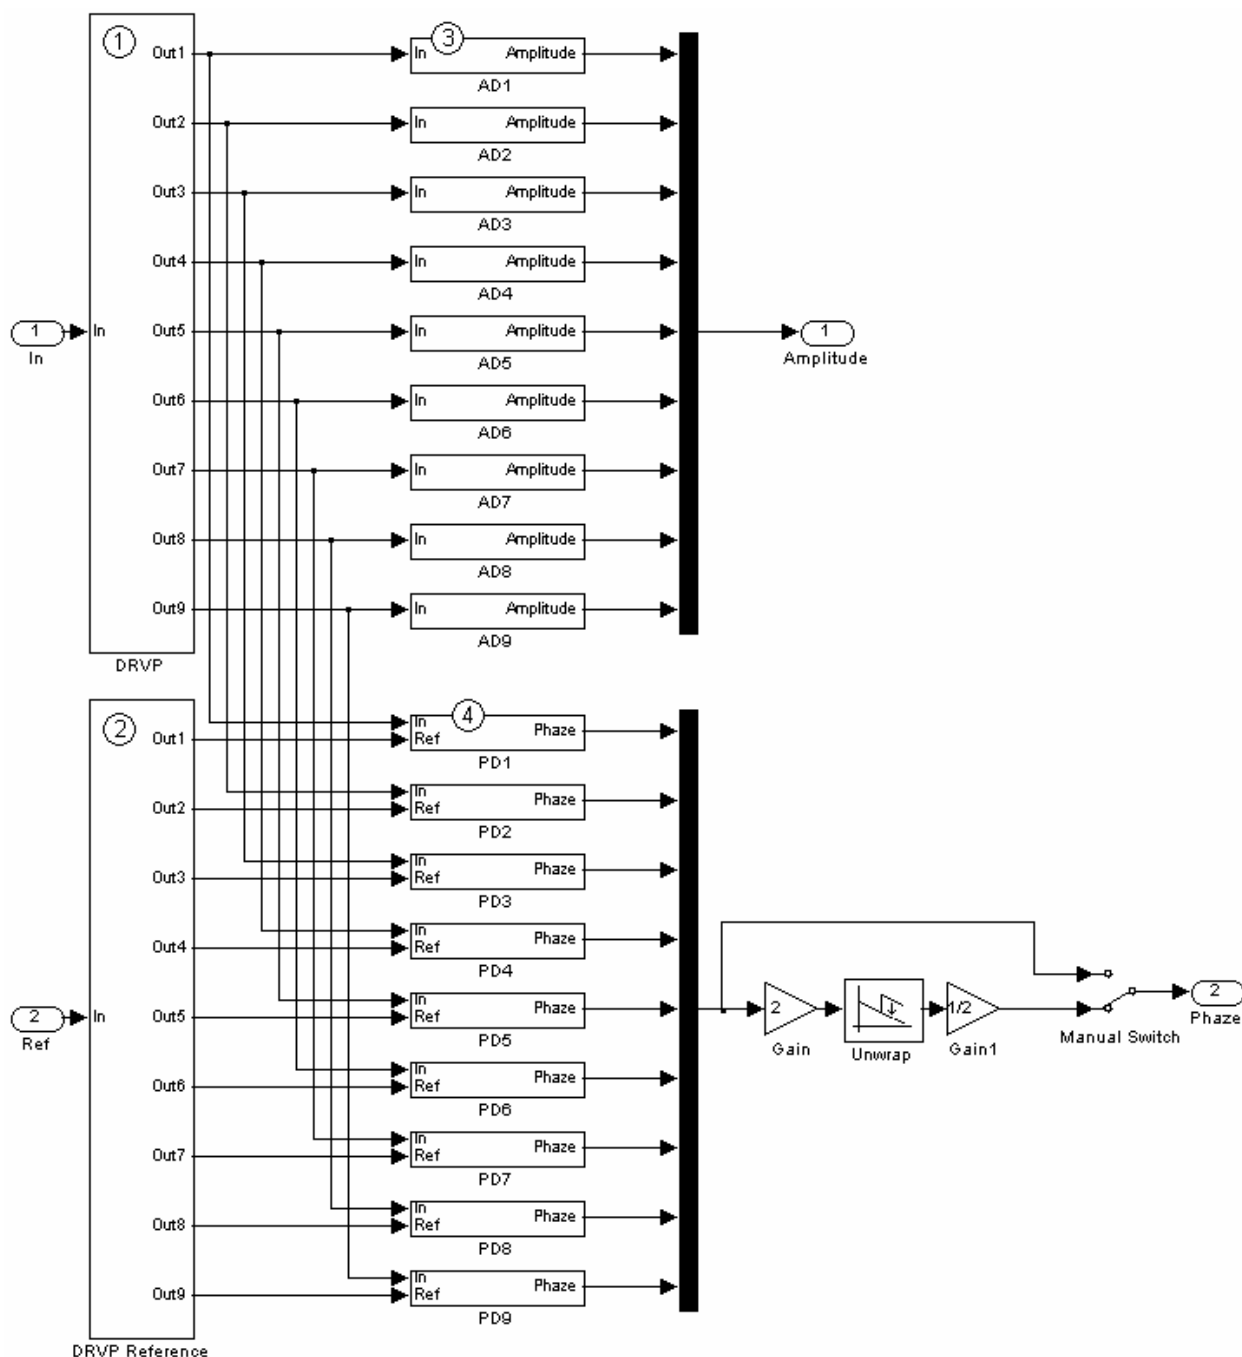 1
Out1
In
3
Amplitude
AD1
Out2
In
Amplitude
AD2
Out3
In
Amplitude
AD3
Out4
In
Amplitude
AD4
1
In
In
Out5
In
Amplitude
AD5
1
Amplitude
Out6
In
Amplitude
AD6
Out7
In
Amplitude
AD7
Out8
In
Amplitude
AD8
Out9
In
Amplitude
AD9
DRVP
2
Out1
4
In
Ref
Phaze
PD1
Out2
In
Ref
Phaze
PD2
Out3
In
Ref
Phaze
PD3
Out4
In
Ref
Phaze
PD4
2
Ref
In
Out5
In
Ref
Phaze
PD5
2
Gain
Unwrap
1/2
Gain1
Manual Switch
2
Phaze
Out6
In
Ref
Phaze
PD6
Out7
In
Ref
Phaze
PD7
Out8
In
Ref
Phaze
PD8
Out9
In
Ref
Phaze
PD9
DRVP Reference